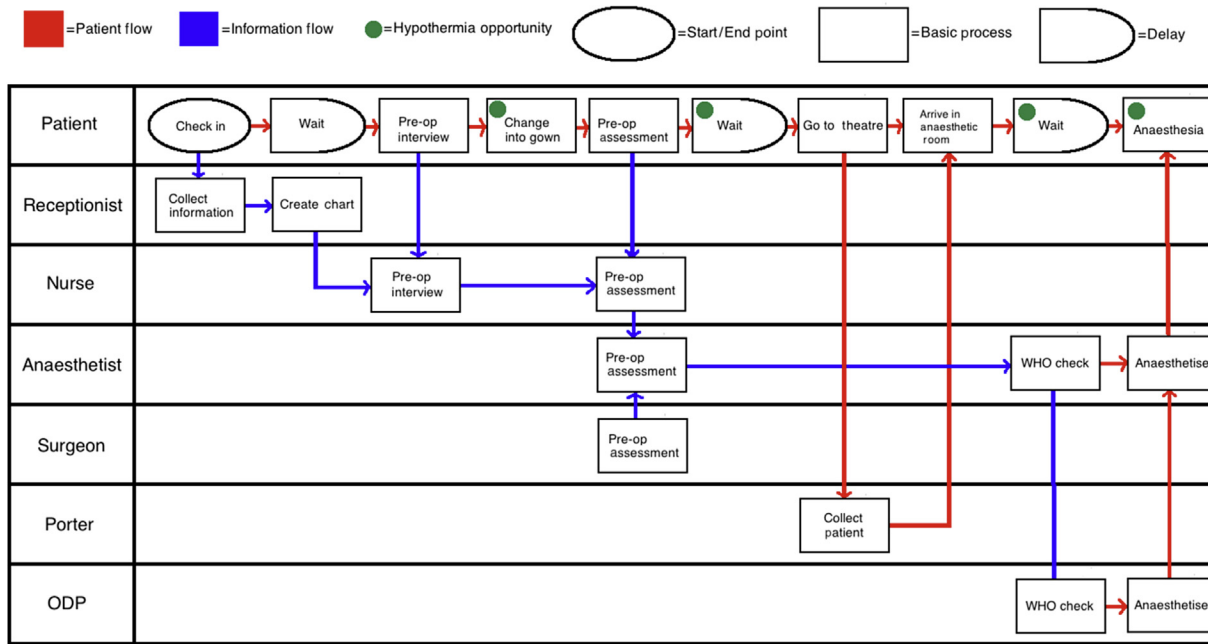 =Patient flow
=Information flow
=Hypothermia opportunity
=Start/End point
=Basic process
=Delay
Patient
Check in
Wait
Pre-op
interview
Change
into gown
Pre-op
assessment
Wait
Go to theatre
Arrive in
anaesthetic
room
Wait
Anaesthesia
Receptionist
Collect
information
Create chart
Nurse
Pre-op
interview
Pre-op
assessment
Anaesthetist
Pre-op
assessment
WHO check
Anaesthetise
Surgeon
Pre-op
assessment
Porter
Collect
patient
ODP
WHO check
Anaesthetise